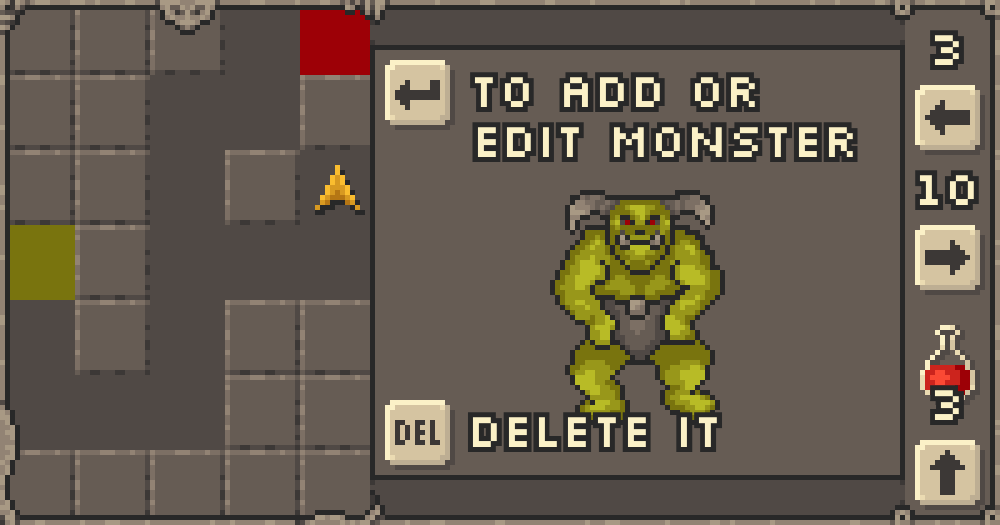 TO ADD OR
EDIT MONSTER
DEL DELETE IT
3
10
3